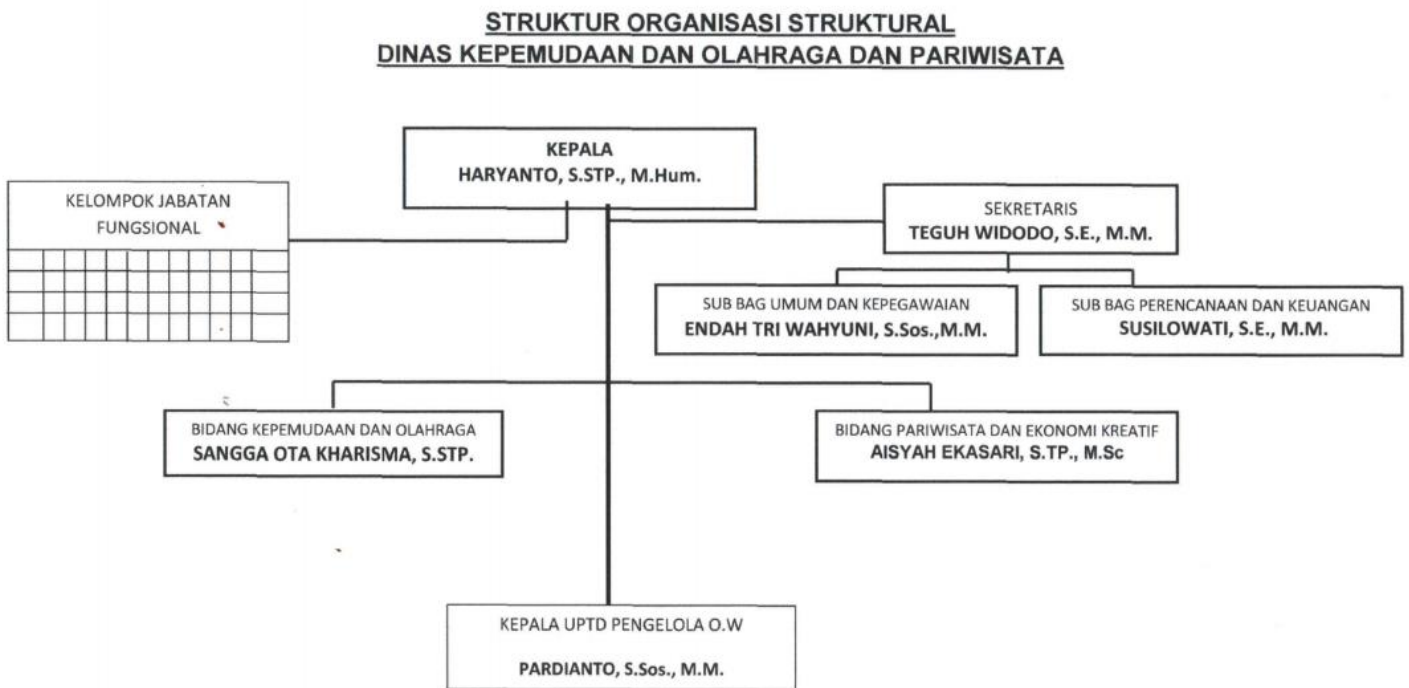 STRUKTUR ORGANISASI STRUKTURAL
DINAS KEPEMUDAAN DAN OLAHRAGA DAN PARIWISATA
KEPALA
HARYANTO, S.STP., M.Hum.
KELOMPOK JABATAN
FUNGSIONAL
SEKRETARIS
TEGUH WIDODO, S.E., M.M.
SUB BAG UMUM DAN KEPEGAWAIAN
ENDAH TRI WAHYUNI, S.Sos.,M.M.
SUB BAG PERENCANAAN DAN KEUANGAN
SUSILOWATI, S.E., M.M.
BIDANG KEPEMUDAAN DAN OLAHRAGA
SANGGA OTA KHARISMA, S.STP.
BIDANG PARIWISATA DAN EKONOMI KREATIF
AISYAH EKASARI, S.TP., M.Sc
KEPALA UPTD PENGELOLA O.W
PARDIANTO, S.Sos., M.M.